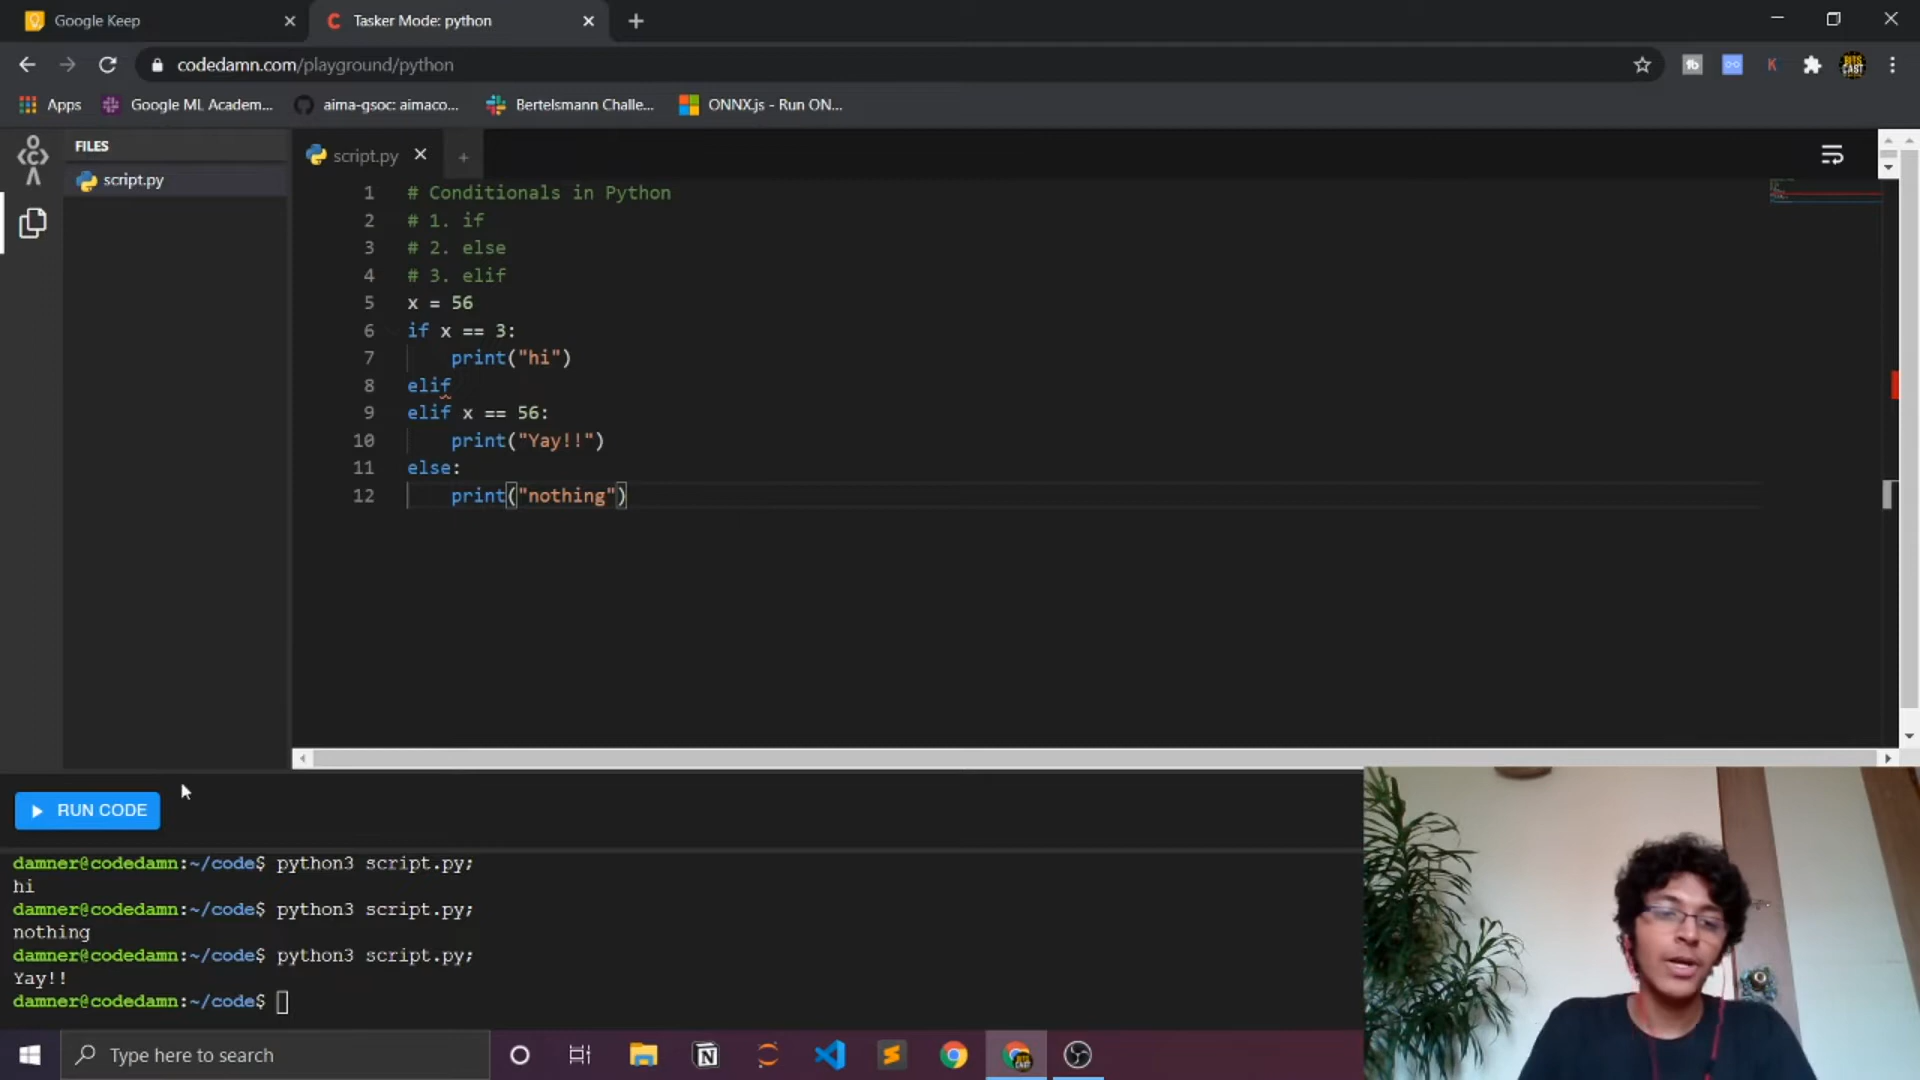 Google Keep
Tasker Mode: python
codedamn.com/playground/python
Apps
Google ML Academ...
aima-gsoc: aimaco...
Bertelsmann Challe...
ONNX.js - Run ON...
FILES
script.py
script.py
1 # Conditionals in Python
2 # 1. if
3 # 2. else
4 # 3. elif
5 x = 56
6 if x == 3:
7 print("hi")
8 elif
9 elif x == 56:
10 print("Yay!!")
11 else:
12 print("nothing")
RUN CODE
damner@codedamn:~/code$ python3 script.py;
hi
damner@codedamn:~/code$ python3 script.py;
nothing
damner@codedamn:~/code$ python3 script.py;
Yay!!
damner@codedamn:~/code$
Type here to search